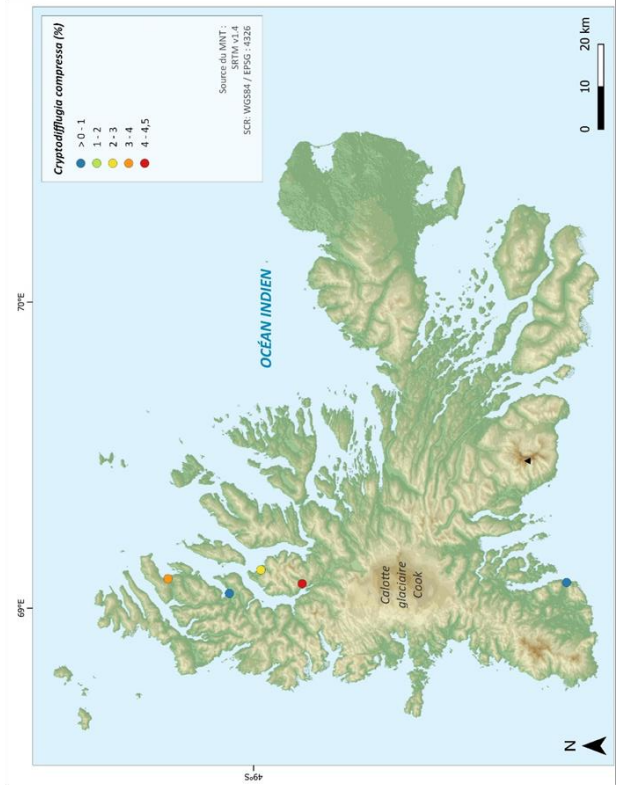 Cryptodifflugia compressa (%)
> 0 - 1
1 - 2
2 - 3
3 - 4
4 - 4,5
Source du MNT :
SRTM v1.4
SCR: WGS84 / EPSG : 4326
70°E
69°E
49°S
OCÉAN INDIEN
Calotte
glaciaire
Cook
0 10 20 km
N